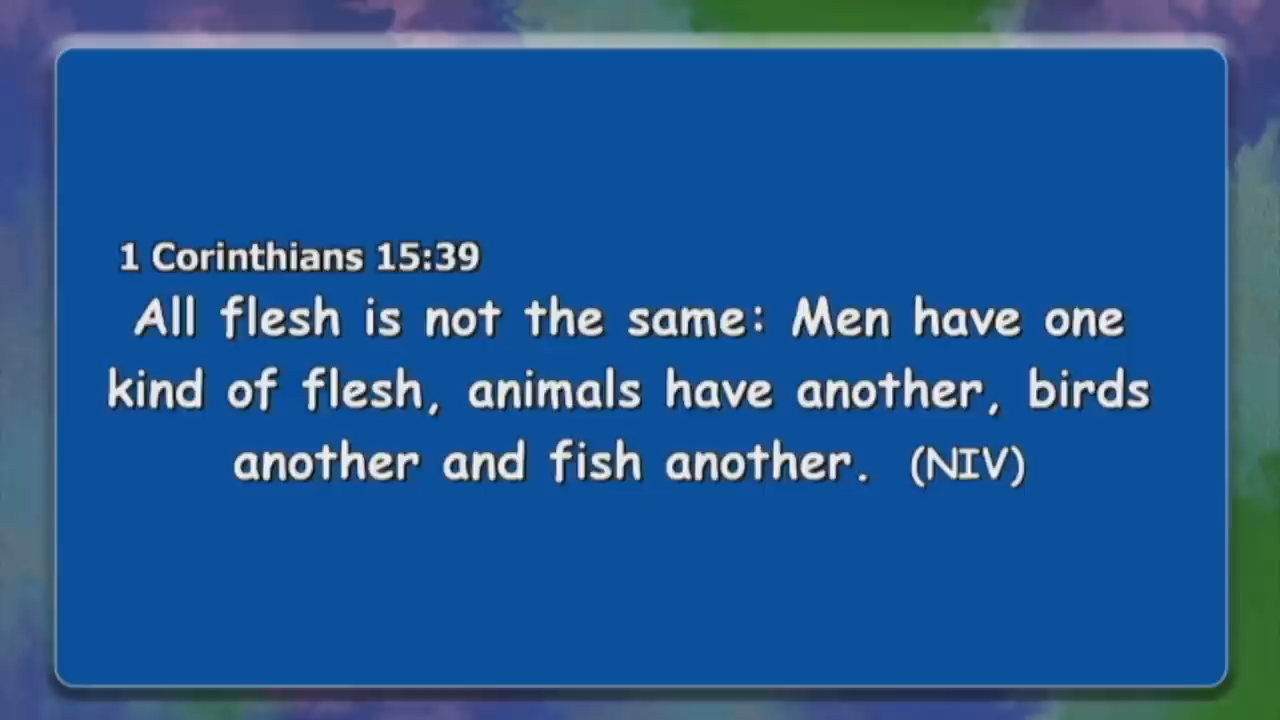 1 Corinthians 15:39
All flesh is not the same: Men have one
kind of flesh, animals have another, birds
another and fish another. (NIV)